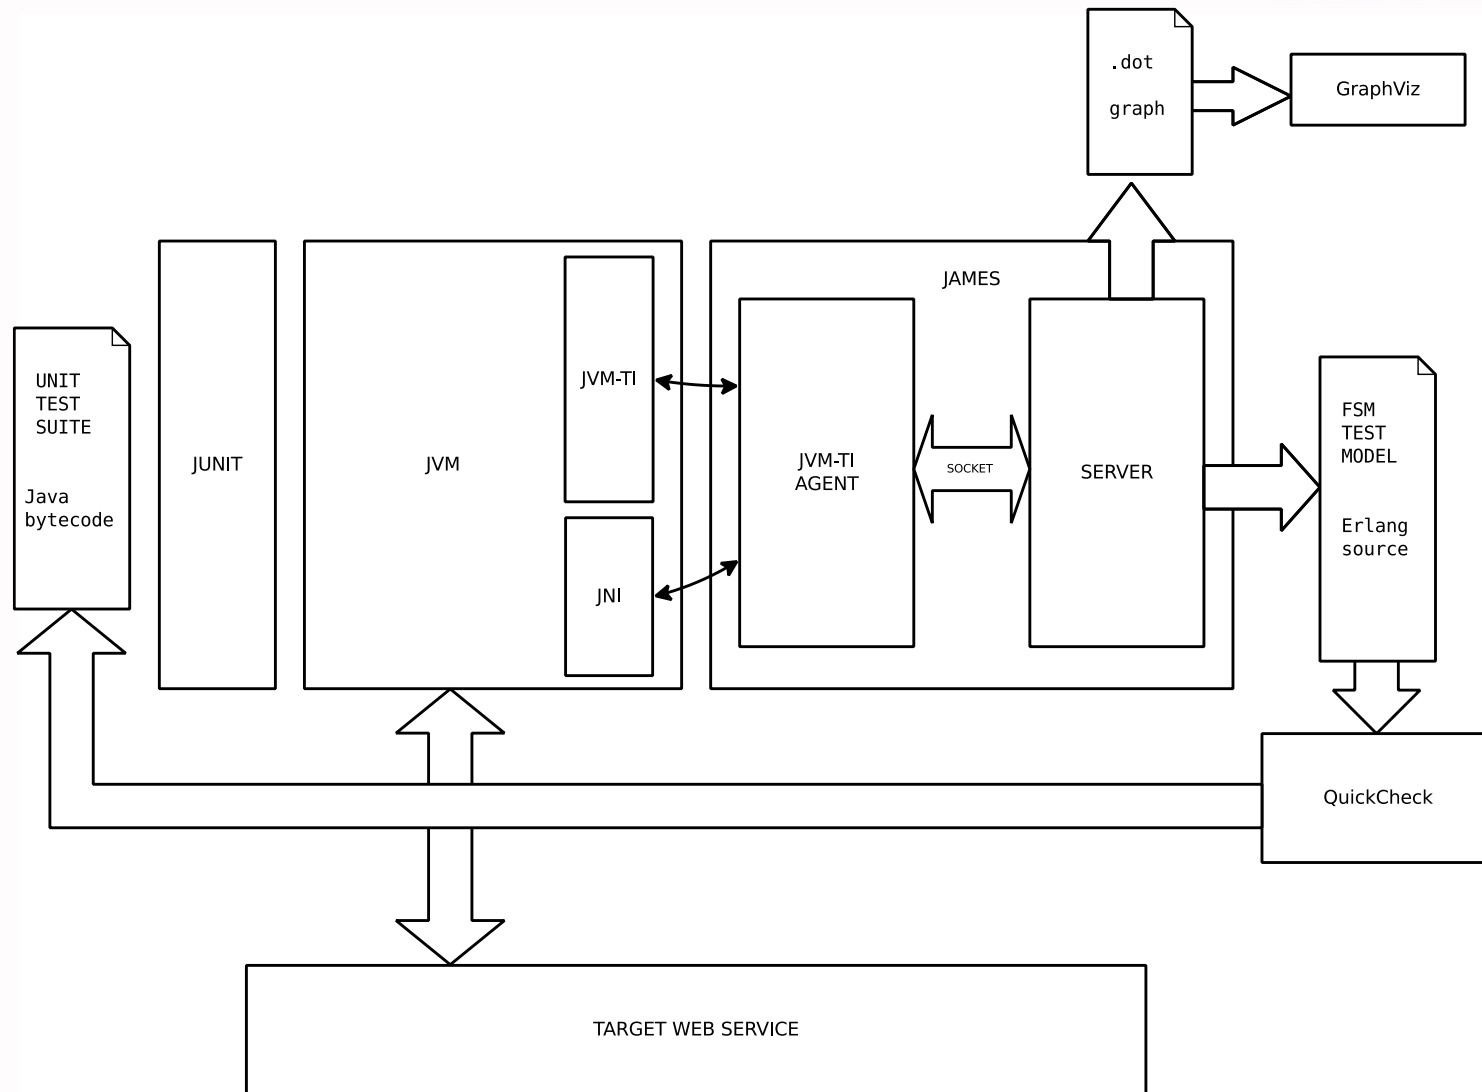 .dot
graph
GraphViz
JAMES
UNIT
TEST
SUITE
Java
bytecode
JUNIT
JVM
JVM-TI
JNI
JVM-TI
AGENT
SOCKET
SERVER
FSM
TEST
MODEL
Erlang
source
QuickCheck
TARGET WEB SERVICE